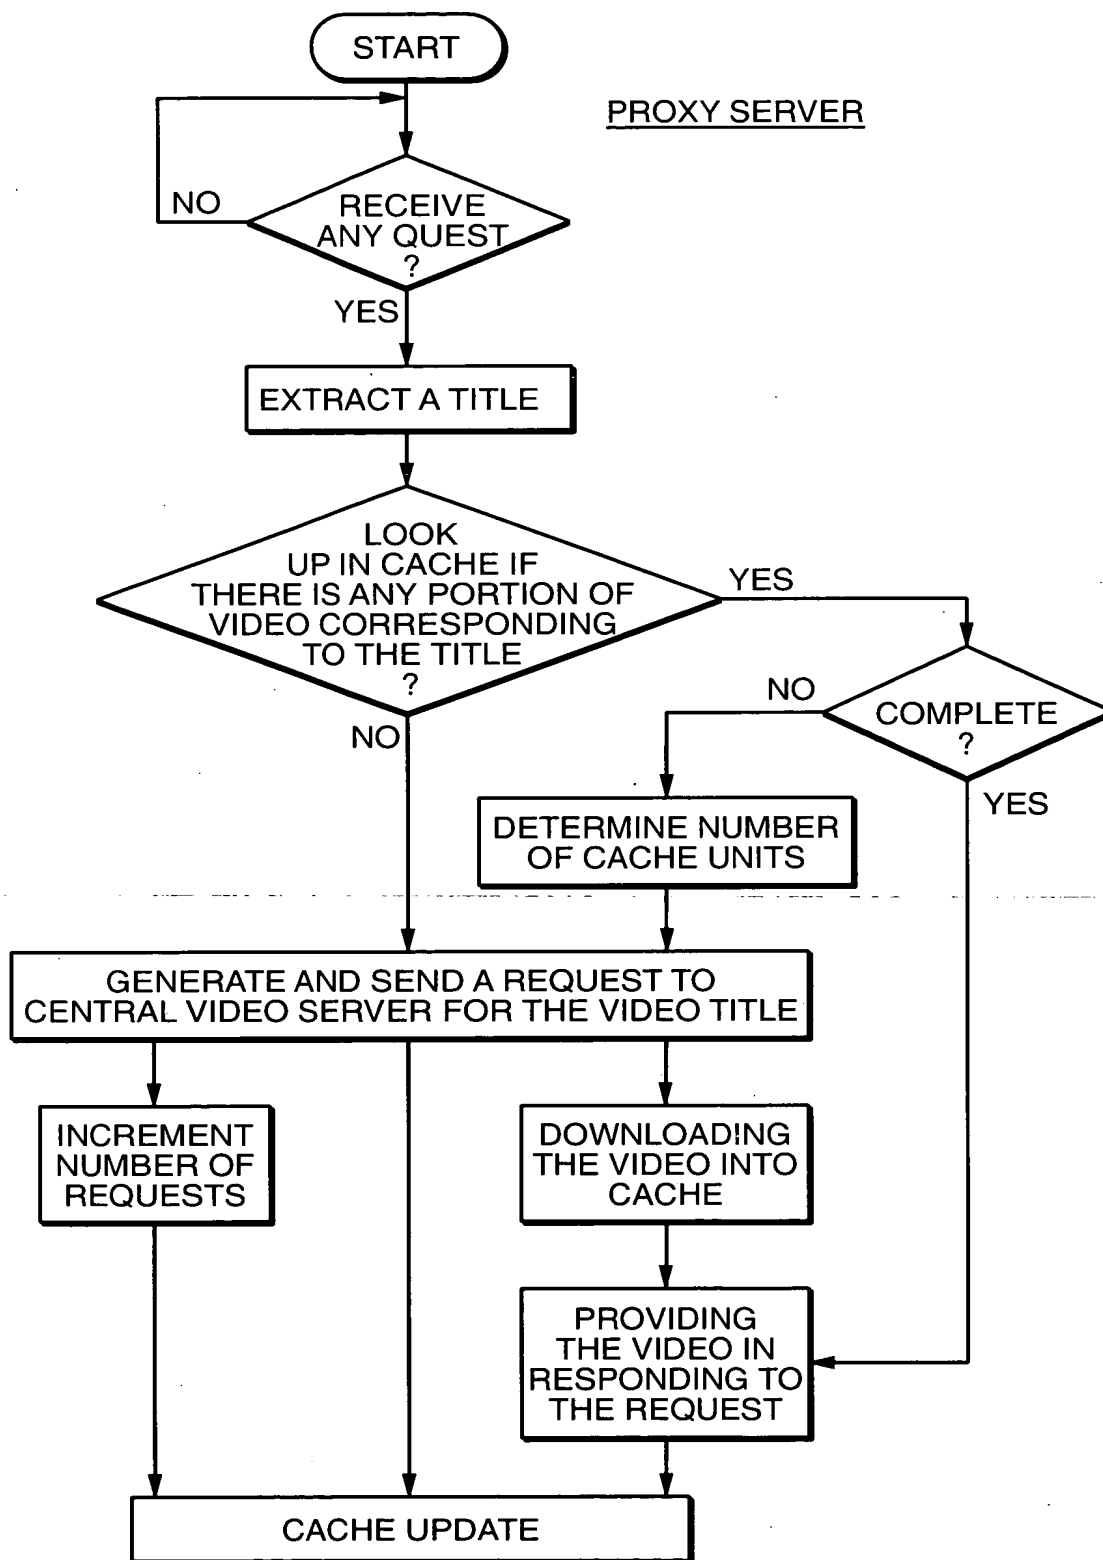 START
PROXY SERVER
NO
RECEIVE
ANY QUEST
?
YES
EXTRACT A TITLE
LOOK
UP IN CACHE IF
THERE IS ANY PORTION OF
VIDEO CORRESPONDING
TO THE TITLE
?
YES
NO
COMPLETE
?
NO
YES
DETERMINE NUMBER
OF CACHE UNITS
GENERATE AND SEND A REQUEST TO
CENTRAL VIDEO SERVER FOR THE VIDEO TITLE
INCREMENT
NUMBER OF
REQUESTS
DOWNLOADING
THE VIDEO INTO
CACHE
PROVIDING
THE VIDEO IN
RESPONDING TO
THE REQUEST
CACHE UPDATE